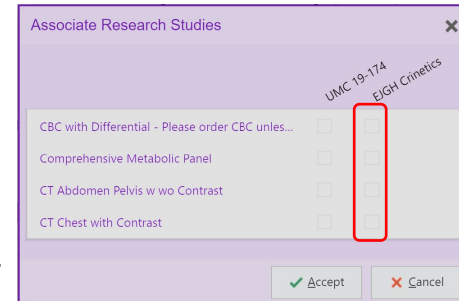 Associate Research Studies
UMC 19-174
EJGH Crinetics
CBC with Differential - Please order CBC unles...
Comprehensive Metabolic Panel
CT Abdomen Pelvis w wo Contrast
CT Chest with Contrast
Accept
Cancel